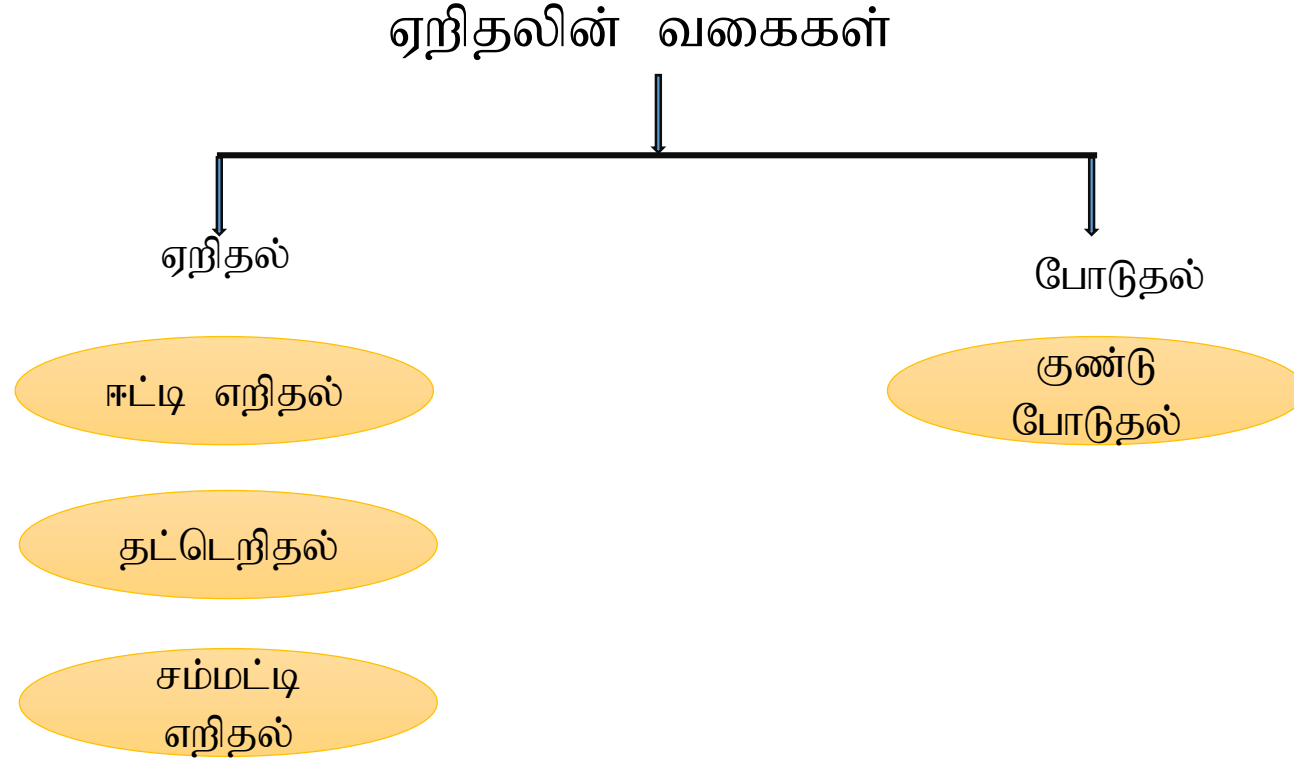 ஏறிதலின் வகைகள்
ஏறிதல்
போடுதல்
ஈட்டி எறிதல்
குண்டு
போடுதல்
தட்டெறிதல்
சம்மட்டி
எறிதல்